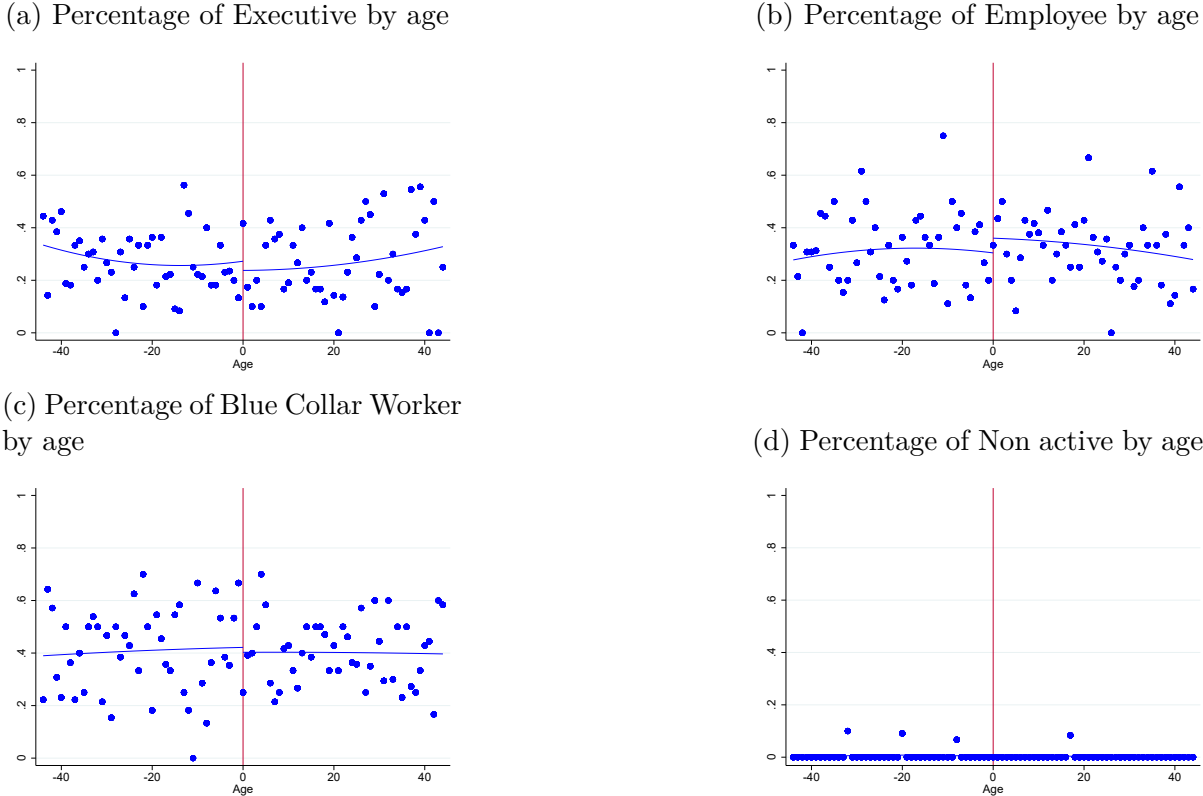 (a) Percentage of Executive by age
1
.8
.6
.4
.2
0
-40 -20 0 20 40
Age
(b) Percentage of Employee by age
1
.8
.6
.4
.2
0
-40 -20 0 20 40
Age
(c) Percentage of Blue Collar Worker
by age
1
.8
.6
.4
.2
0
-40 -20 0 20 40
Age
(d) Percentage of Non active by age
1
.8
.6
.4
.2
0
-40 -20 0 20 40
Age